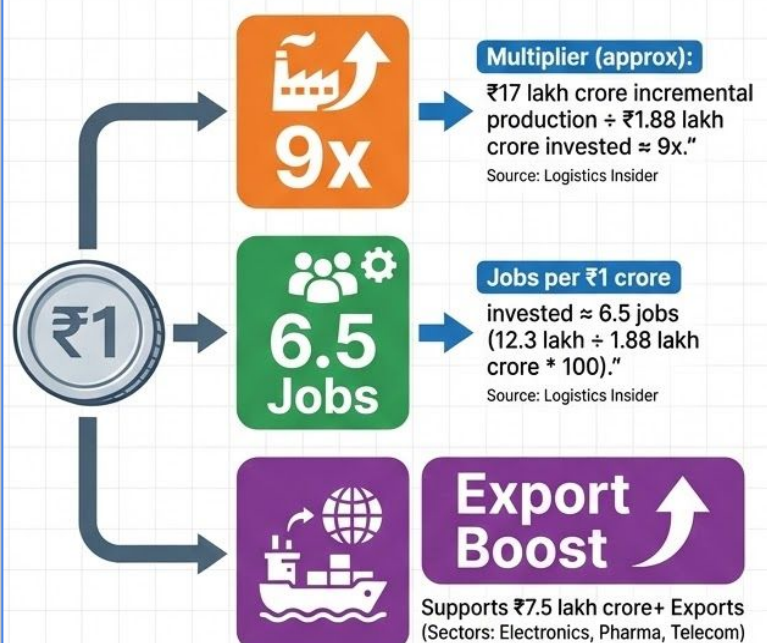 ₹1
9x
Multiplier (approx):
₹17 lakh crore incremental
production ÷ ₹1.88 lakh
crore invested ≈ 9x.”
Source: Logistics Insider
6.5
Jobs
Jobs per ₹1 crore
invested ≈ 6.5 jobs
(12.3 lakh ÷ 1.88 lakh
crore * 100).”
Source: Logistics Insider
Export
Boost
Supports ₹7.5 lakh crore+ Exports
(Sectors: Electronics, Pharma, Telecom)